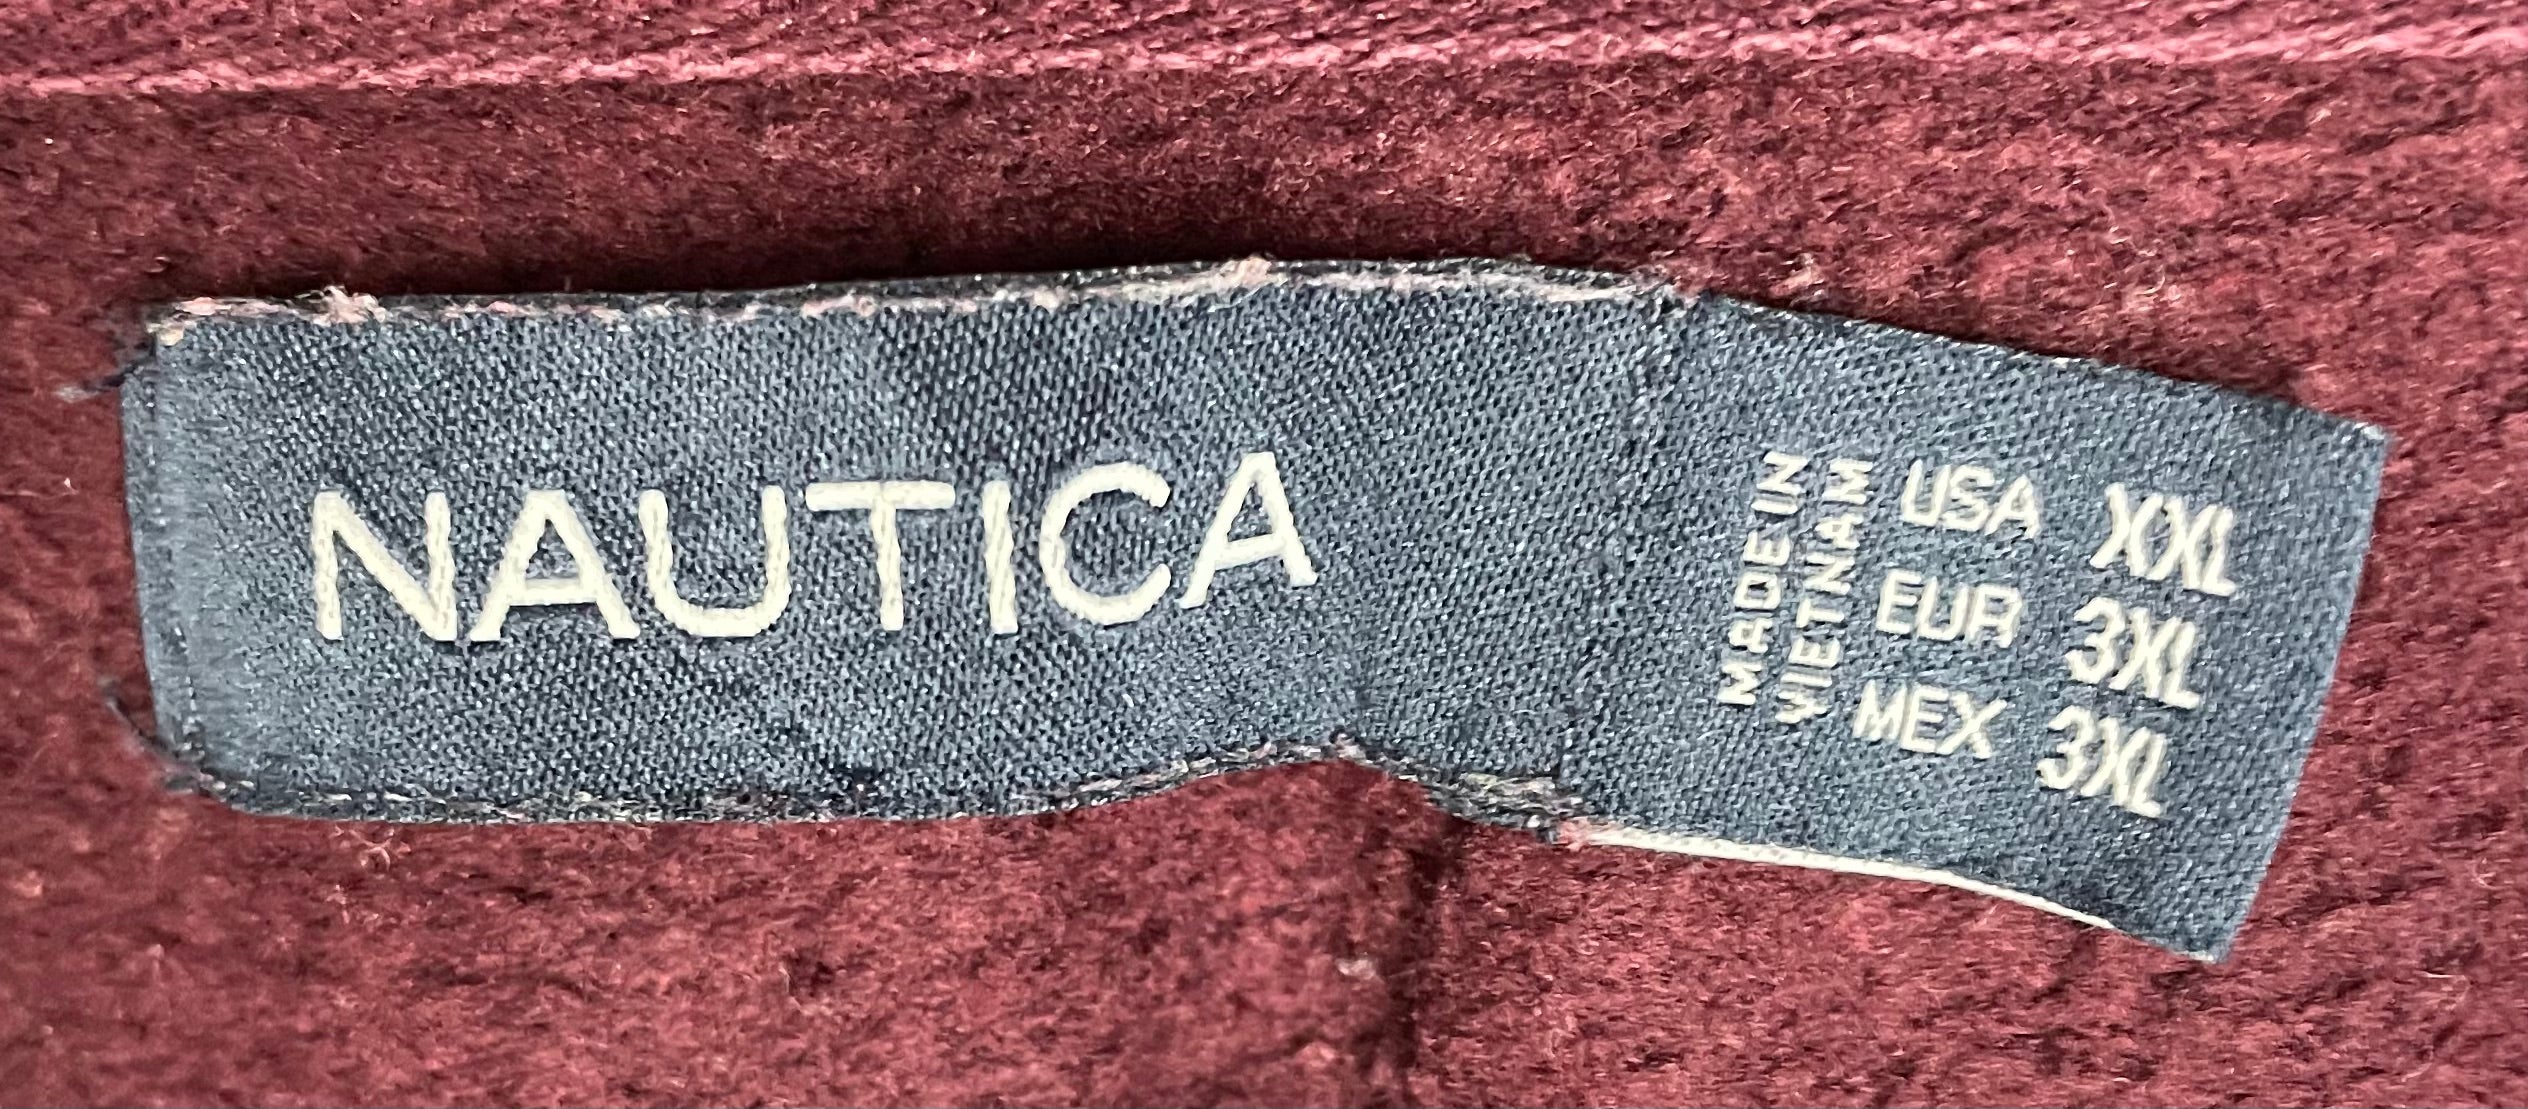 NAUTICA
MADE IN
VIETNAM
USA XXL
EUR 3XL
MEX 3XL